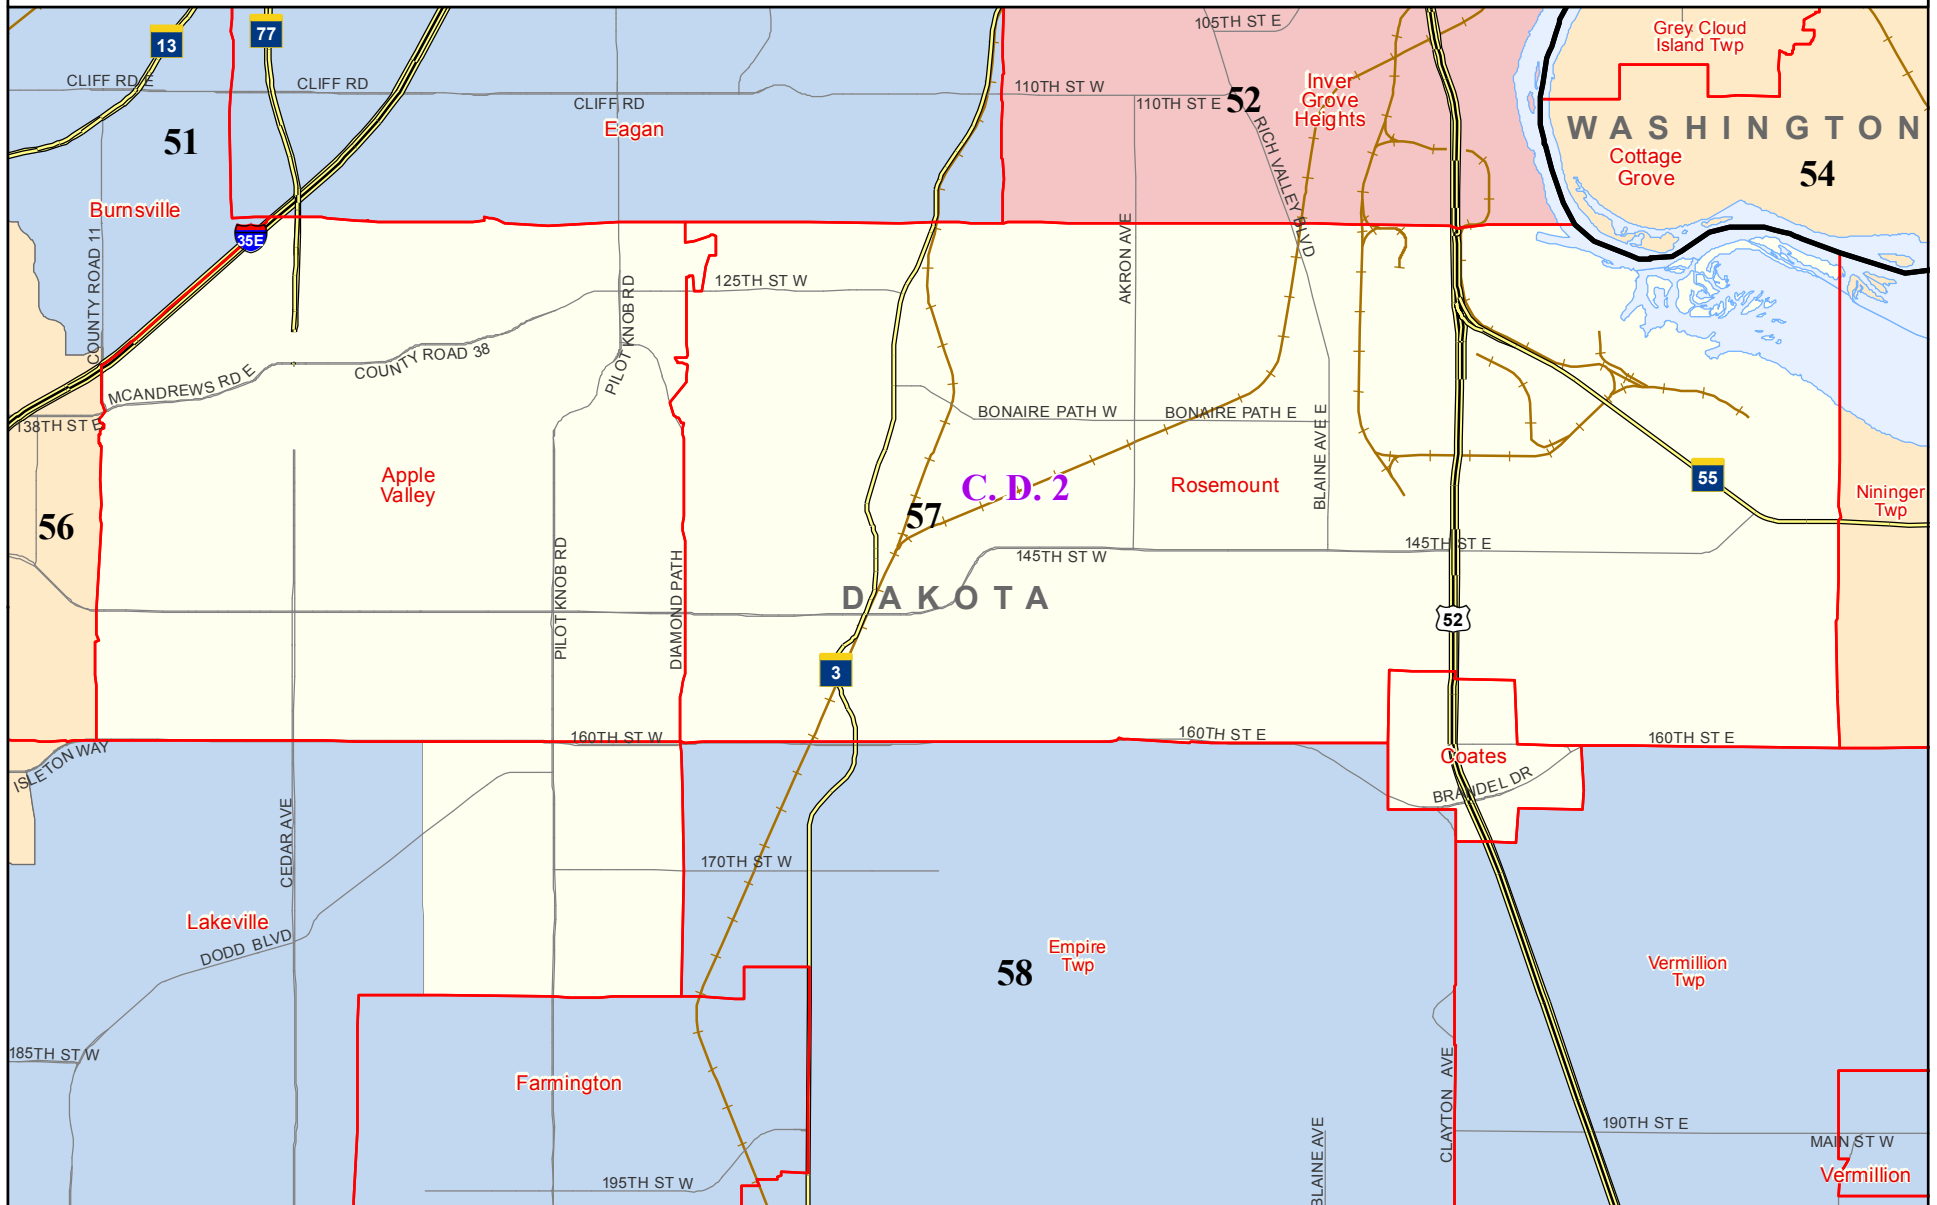 13
77
105TH ST E
Grey Cloud
Island Twp
CLIFF RD E
CLIFF RD
CLIFF RD
110TH ST W
110TH ST E
52
Inver
Grove
Heights
WASHINGTON
51
Eagan
RICH VALLEY BLVD
Cottage
Grove
54
Burnsville
35E
COUNTY ROAD 11
AKRON AVE
125TH ST W
PILOT KNOB RD
PILOT KNOB RD
COUNTY ROAD 38
MCANDREWS RD E
138TH ST E
BONAIRE PATH W
BONAIRE PATH E
BLAINE AVE E
Apple
Valley
C. D. 2
Rosemount
55
Nininger
Twp
56
57
145TH ST W
145TH ST E
PILOT KNOB RD
DIAMOND PATH
DAKOTA
52
3
160TH ST W
160TH ST E
160TH ST E
ISLETON WAY
Coates
BRANDEL DR
CEDAR AVE
170TH ST W
Lakeville
DODD BLVD
58
Empire
Twp
Vermillion
Twp
185TH ST W
Farmington
CLAYTON AVE
BLAINE AVE
190TH ST E
MAIN ST W
195TH ST W
Vermillion